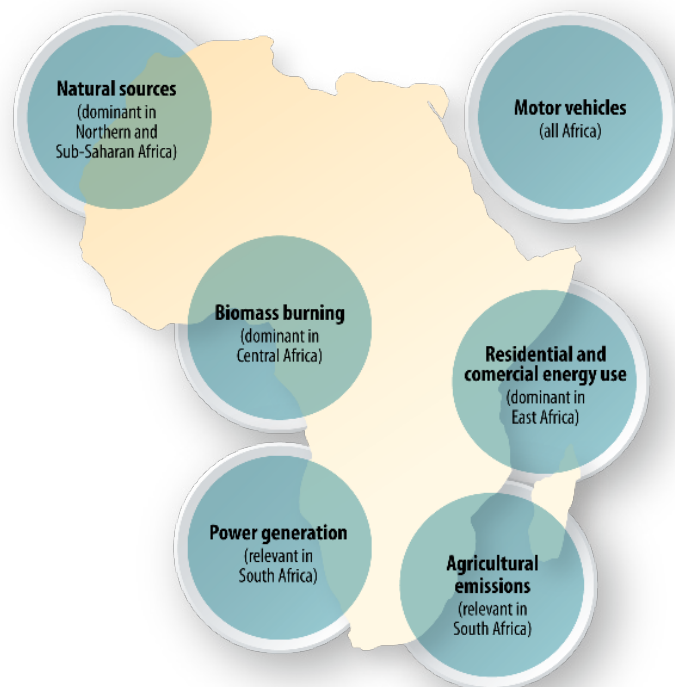 Natural sources
(dominant in
Northern and
Sub-Saharan Africa)
Motor vehicles
(all Africa)
Biomass burning
(dominant in
Central Africa)
Residential and
comercial energy use
(dominant in
East Africa)
Power generation
(relevant in
South Africa)
Agricultural
emissions
(relevant in
South Africa)